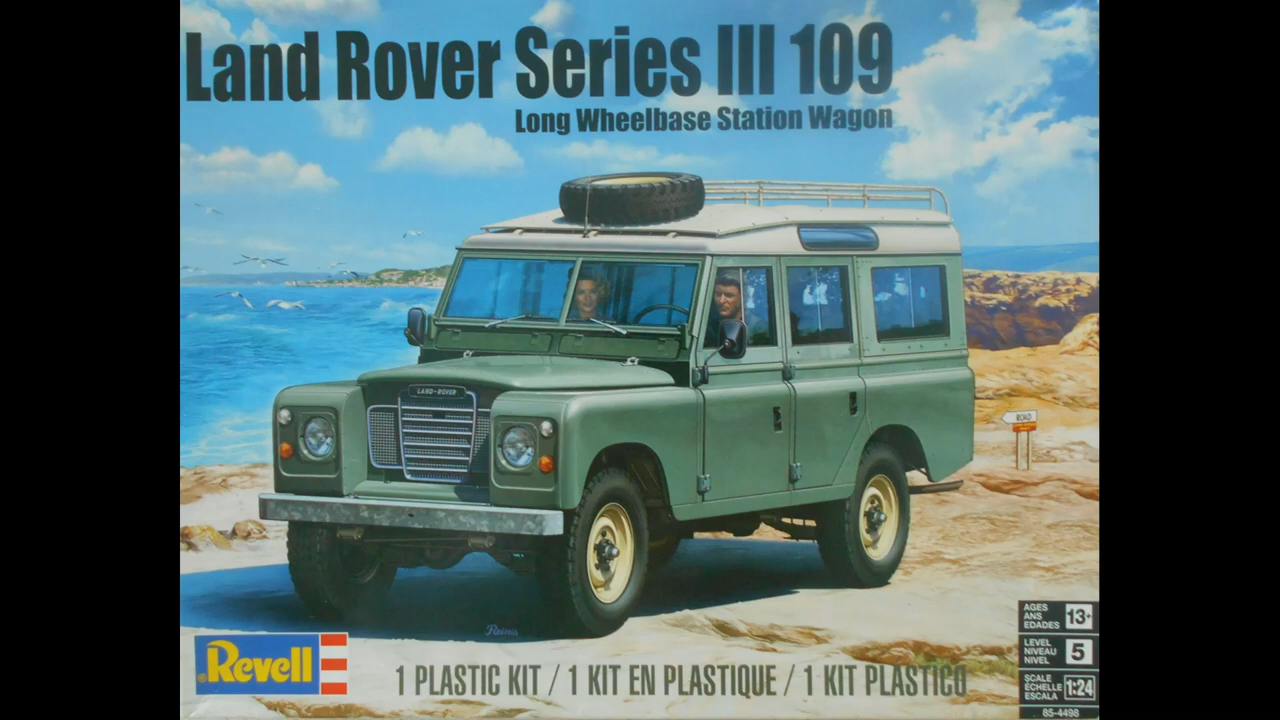 Land Rover Series III 109
Long Wheelbase Station Wagon
LAND-ROVER
ROAD
Reinis
Revell
1 PLASTIC KIT / 1 KIT EN PLASTIQUE / 1 KIT PLASTICO
AGES
ANS
EDADES
13+
LEVEL
NIVEAU
NIVEL
5
SCALE
ÉCHELLE
ESCALA
1:24
85-4498